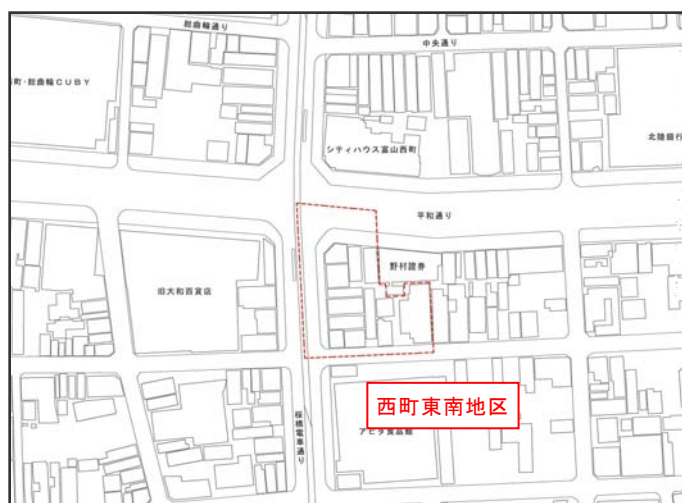 総曲輪通り
中央通り
町・総曲輪CUBY
シティハウス富山西町
北陸銀行
平和通り
野村證券
旧大和百貨店
西町東南地区
アピタ食品館
桜橋電車通り